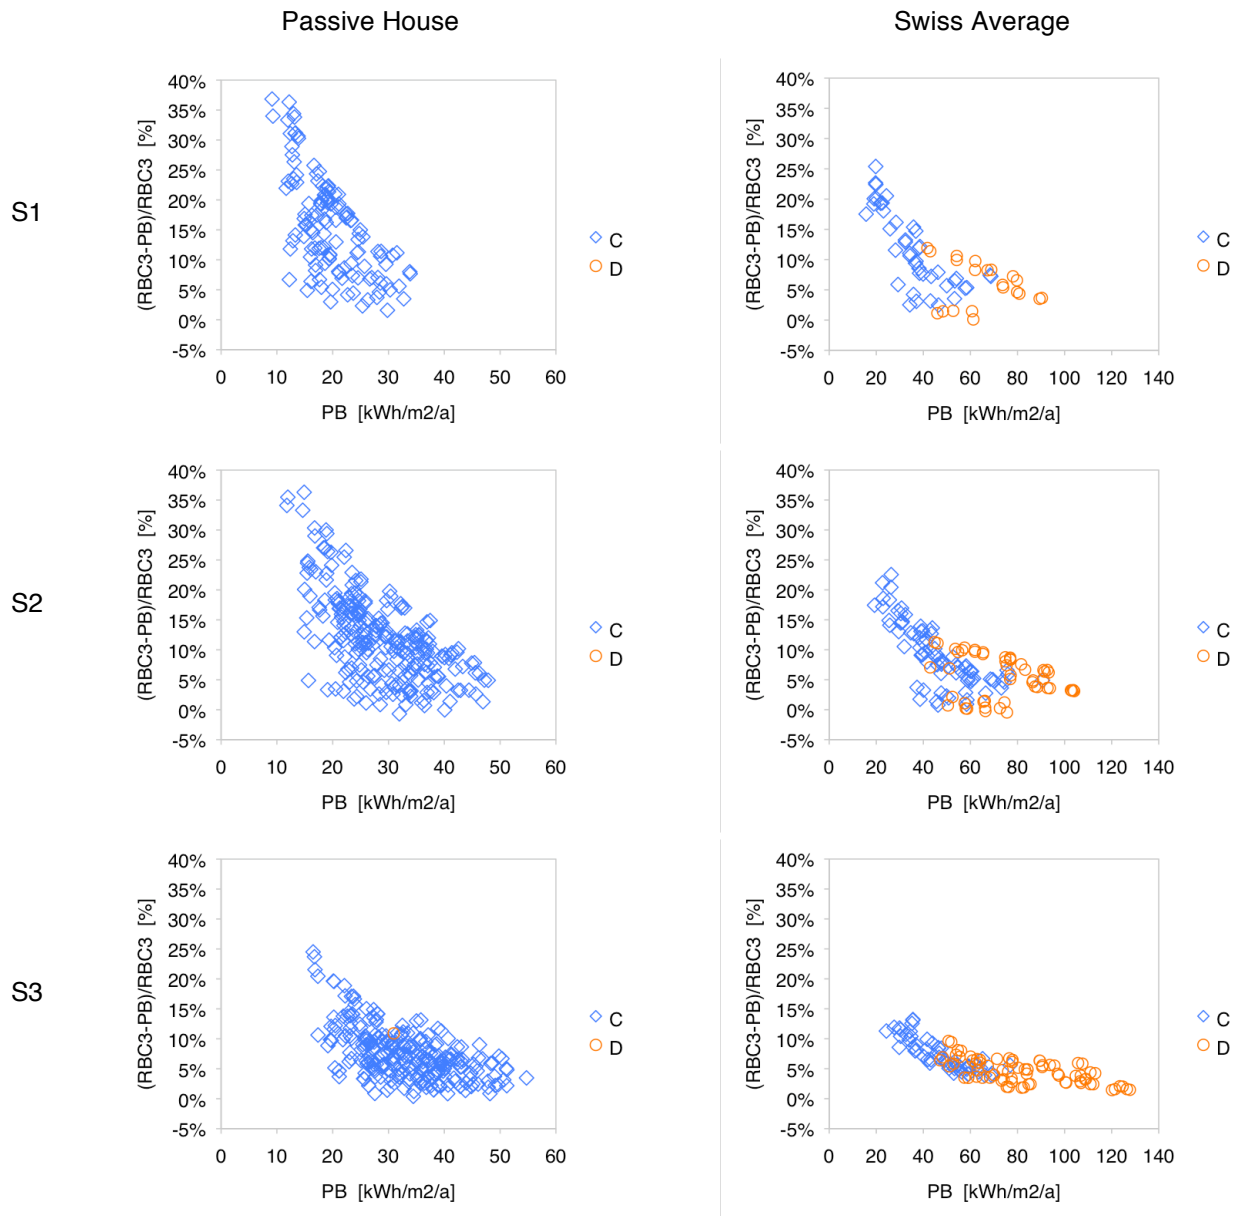 Passive House
Swiss Average
S1
(RBC3-PB)/RBC3 [%]
40%
35%
30%
25%
20%
15%
10%
5%
0%
-5%
0 10 20 30 40 50 60
PB [kWh/m2/a]
C
D
(RBC3-PB)/RBC3 [%]
40%
35%
30%
25%
20%
15%
10%
5%
0%
-5%
0 20 40 60 80 100 120 140
PB [kWh/m2/a]
C
D
S2
(RBC3-PB)/RBC3 [%]
40%
35%
30%
25%
20%
15%
10%
5%
0%
-5%
0 10 20 30 40 50 60
PB [kWh/m2/a]
C
D
(RBC3-PB)/RBC3 [%]
40%
35%
30%
25%
20%
15%
10%
5%
0%
-5%
0 20 40 60 80 100 120 140
PB [kWh/m2/a]
C
D
S3
(RBC3-PB)/RBC3 [%]
40%
35%
30%
25%
20%
15%
10%
5%
0%
-5%
0 10 20 30 40 50 60
PB [kWh/m2/a]
C
D
(RBC3-PB)/RBC3 [%]
40%
35%
30%
25%
20%
15%
10%
5%
0%
-5%
0 20 40 60 80 100 120 140
PB [kWh/m2/a]
C
D